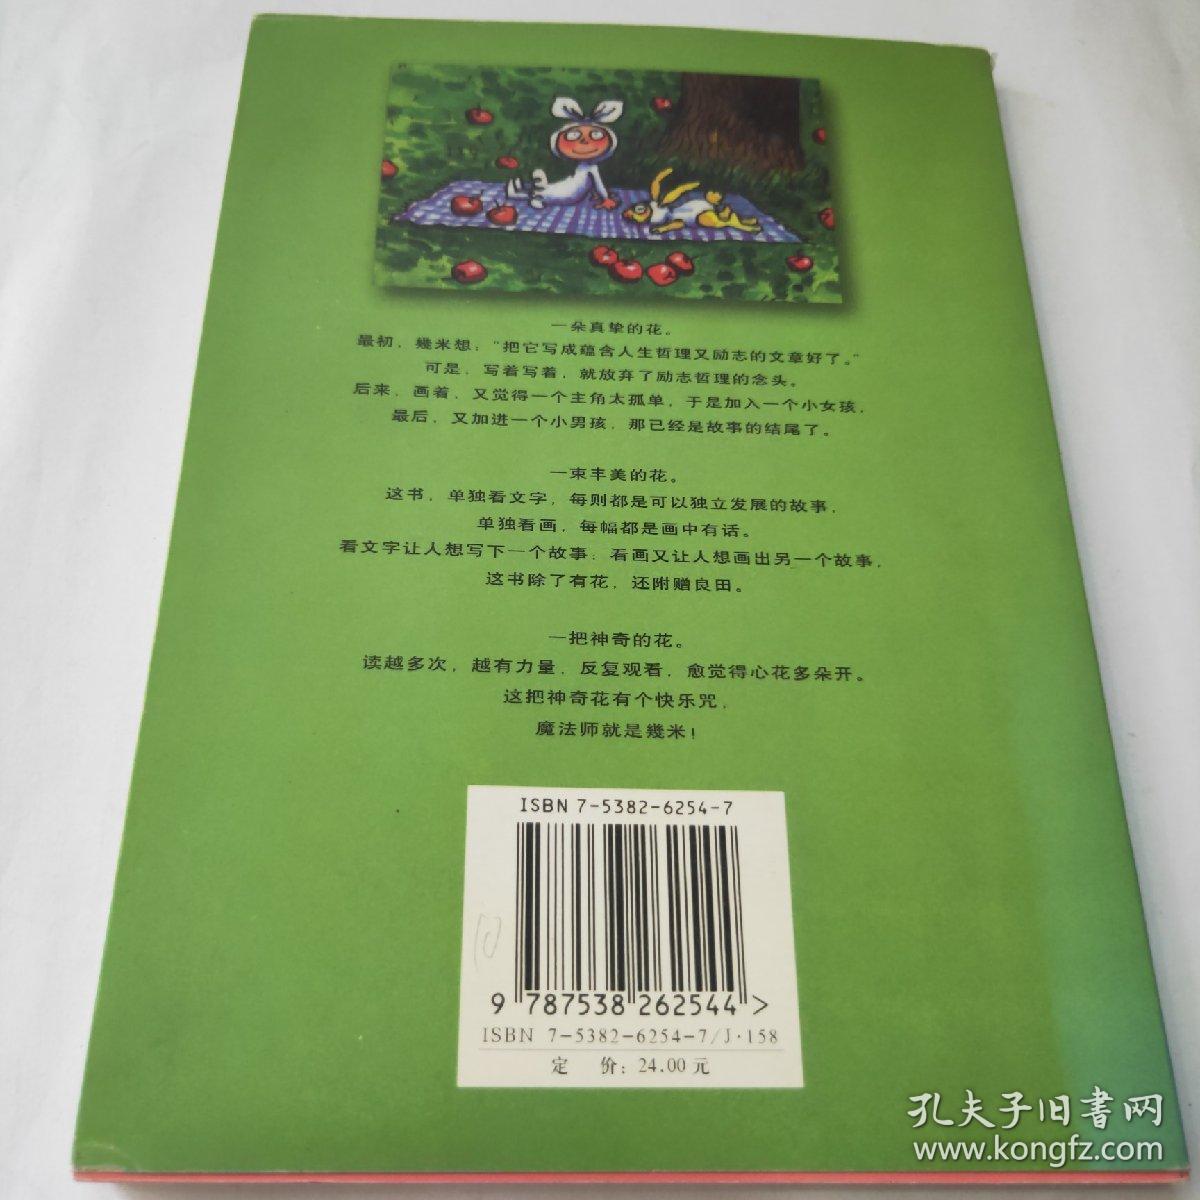 一朵真挚的花。
最初，幾米想：“把它写成蕴含人生哲理又励志的文章好了。”
可是，写着写着，就放弃了励志哲理的念头。
后来，画着，又觉得一个主角太孤单，于是加入一个小女孩，
最后，又加进一个小男孩，那已经是故事的结尾了。
一束丰美的花。
这书，单独看文字，每则都是可以独立发展的故事，
单独看画，每幅都是画中有话。
看文字让人想写下一个故事；看画又让人想画出另一个故事，
这书除了有花，还附赠良田。
一把神奇的花。
读越多次，越有力量，反复观看，愈觉得心花多朵开。
这把神奇花有个快乐咒，
魔法师就是幾米！
ISBN 7-5382-6254-7
9 787538 262544 >
ISBN 7-5382-6254-7/J·158
定 价：24.00元
孔夫子旧書网
www.kongfz.com